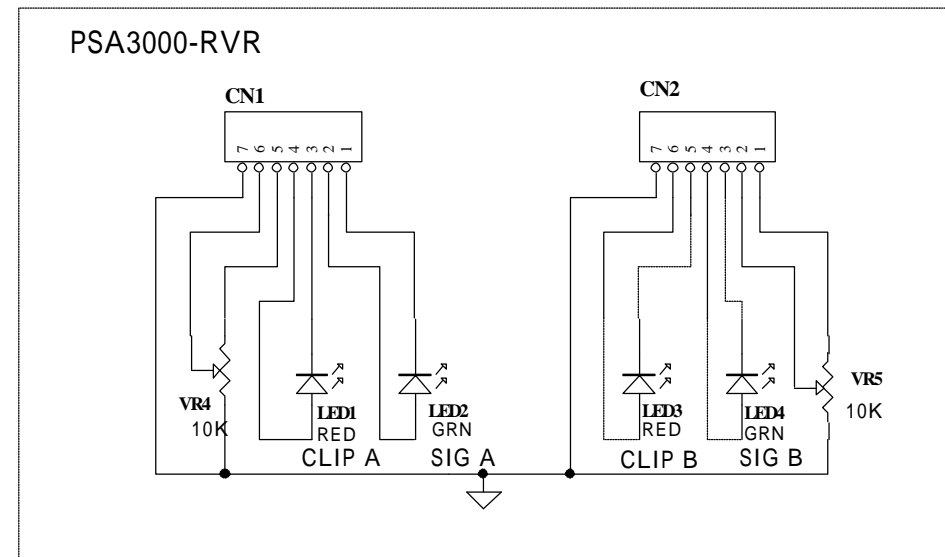 PSA3000-RVR
CN1
CN2
7 6 5 4 3 2 1
7 6 5 4 3 2 1
VR4
10K
LED1
RED
CLIP A
LED2
GRN
SIG A
LED3
RED
CLIP B
LED4
GRN
SIG B
VR5
10K